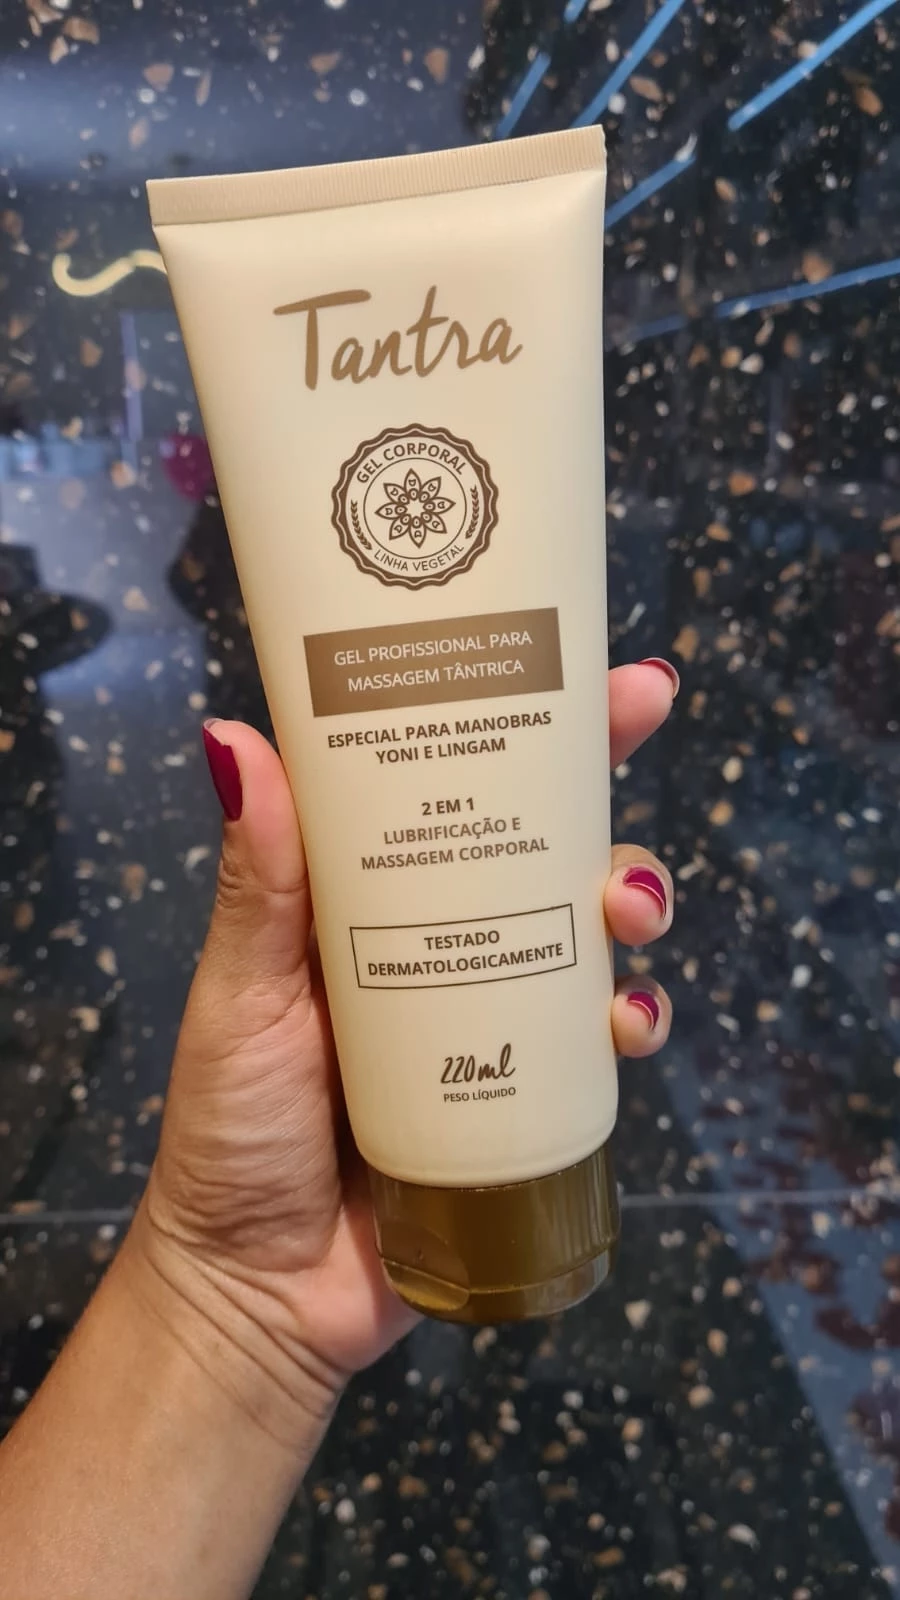 Tantra
GEL CORPORAL
LINHA VEGETAL
GEL PROFISSIONAL PARA
MASSAGEM TÂNTRICA
ESPECIAL PARA MANOBRAS
YONI E LINGAM
2 EM 1
LUBRIFICAÇÃO E
MASSAGEM CORPORAL
TESTADO
DERMATOLOGICAMENTE
220ml
PESO LÍQUIDO